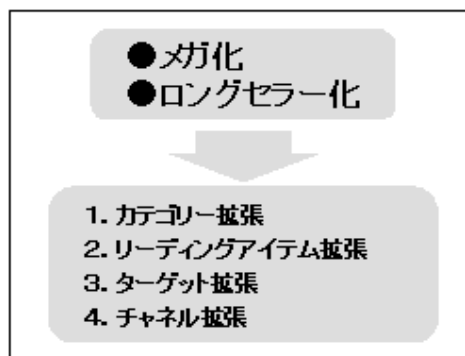 ●メガ化
●ロングセラー化
1. カテゴリー拡張
2. リーディングアイテム拡張
3. ターゲット拡張
4. チャネル拡張